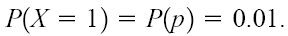 P(X = 1) = P(p) = 0.01.